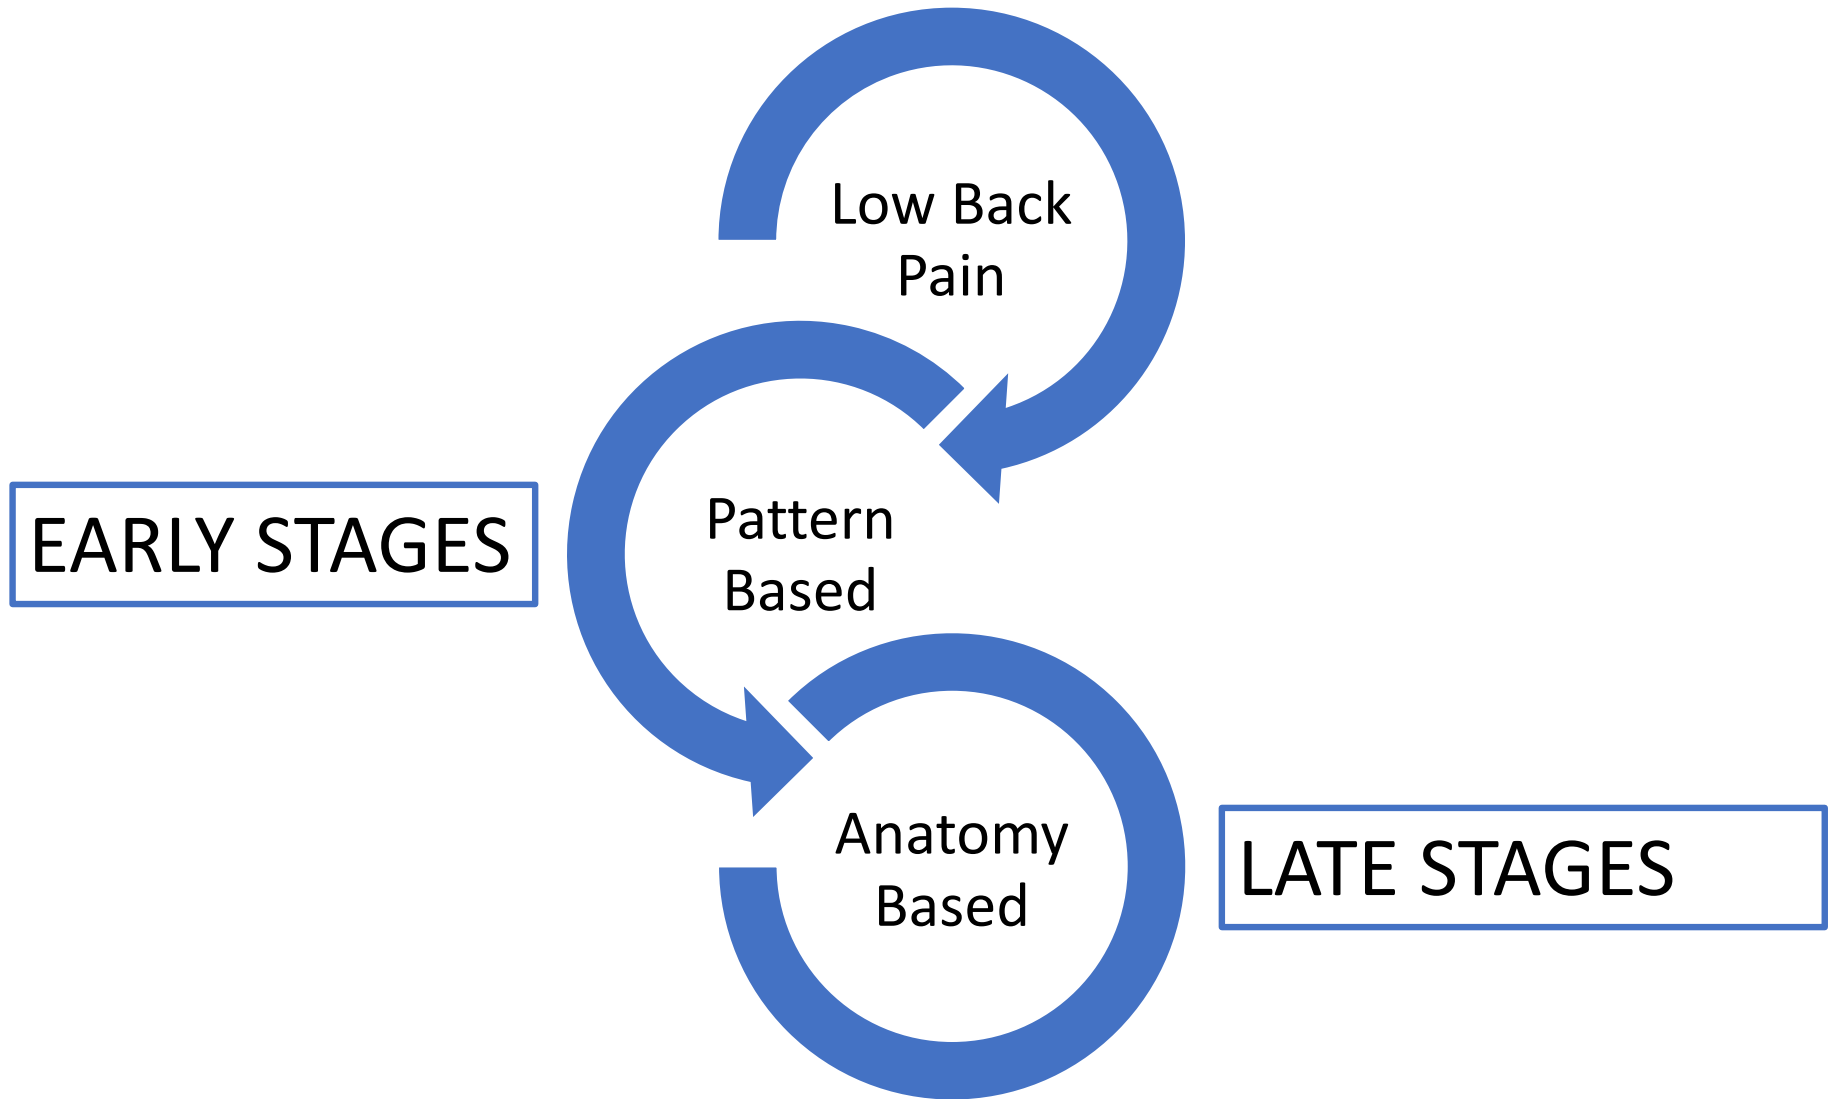 Low Back
Pain
Pattern
Based
EARLY STAGES
Anatomy
Based
LATE STAGES